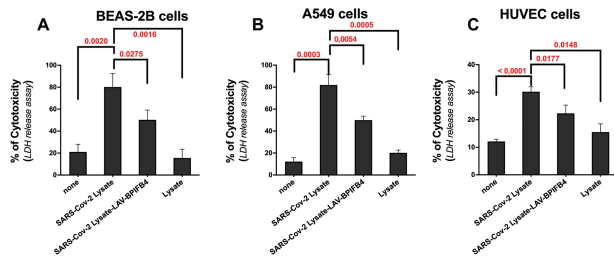 A
BEAS-2B cells
0.0016
0.0020
0.0275
% of Cytotoxicity
(LDH release assay)
100
80
60
40
20
0
none
SARS-Cov-2 Lysate
SARS-Cov-2 Lysate-LAV-BPIFB4
Lysate
B
A549 cells
0.0005
0.0003
,0054
% of Cytotoxicity
(LDH release assay)
100
80
60
40
20
0
none
SARS-Cov-2 Lysate
SARS-Cov-2 Lysate-LAV-BPIFB4
Lysate
C
HUVEC cells
0.0148
< 0,0001
0.0177
% of Cytotoxicity
(LDH release assay)
40
30
20
10
0
none
SARS-Cov-2 Lysate
SARS-Cov-2 Lysate-LAV-BPIFB4
Lysate